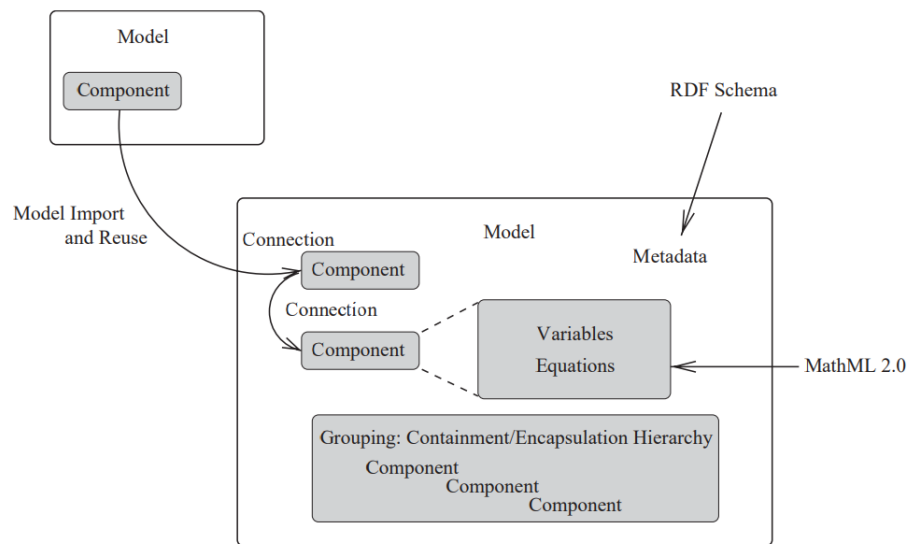 Model
Component
RDF Schema
Model Import
and Reuse
Connection
Model
Metadata
Component
Connection
Component
Variables
Equations
MathML 2.0
Grouping: Containment/Encapsulation Hierarchy
Component
Component
Component